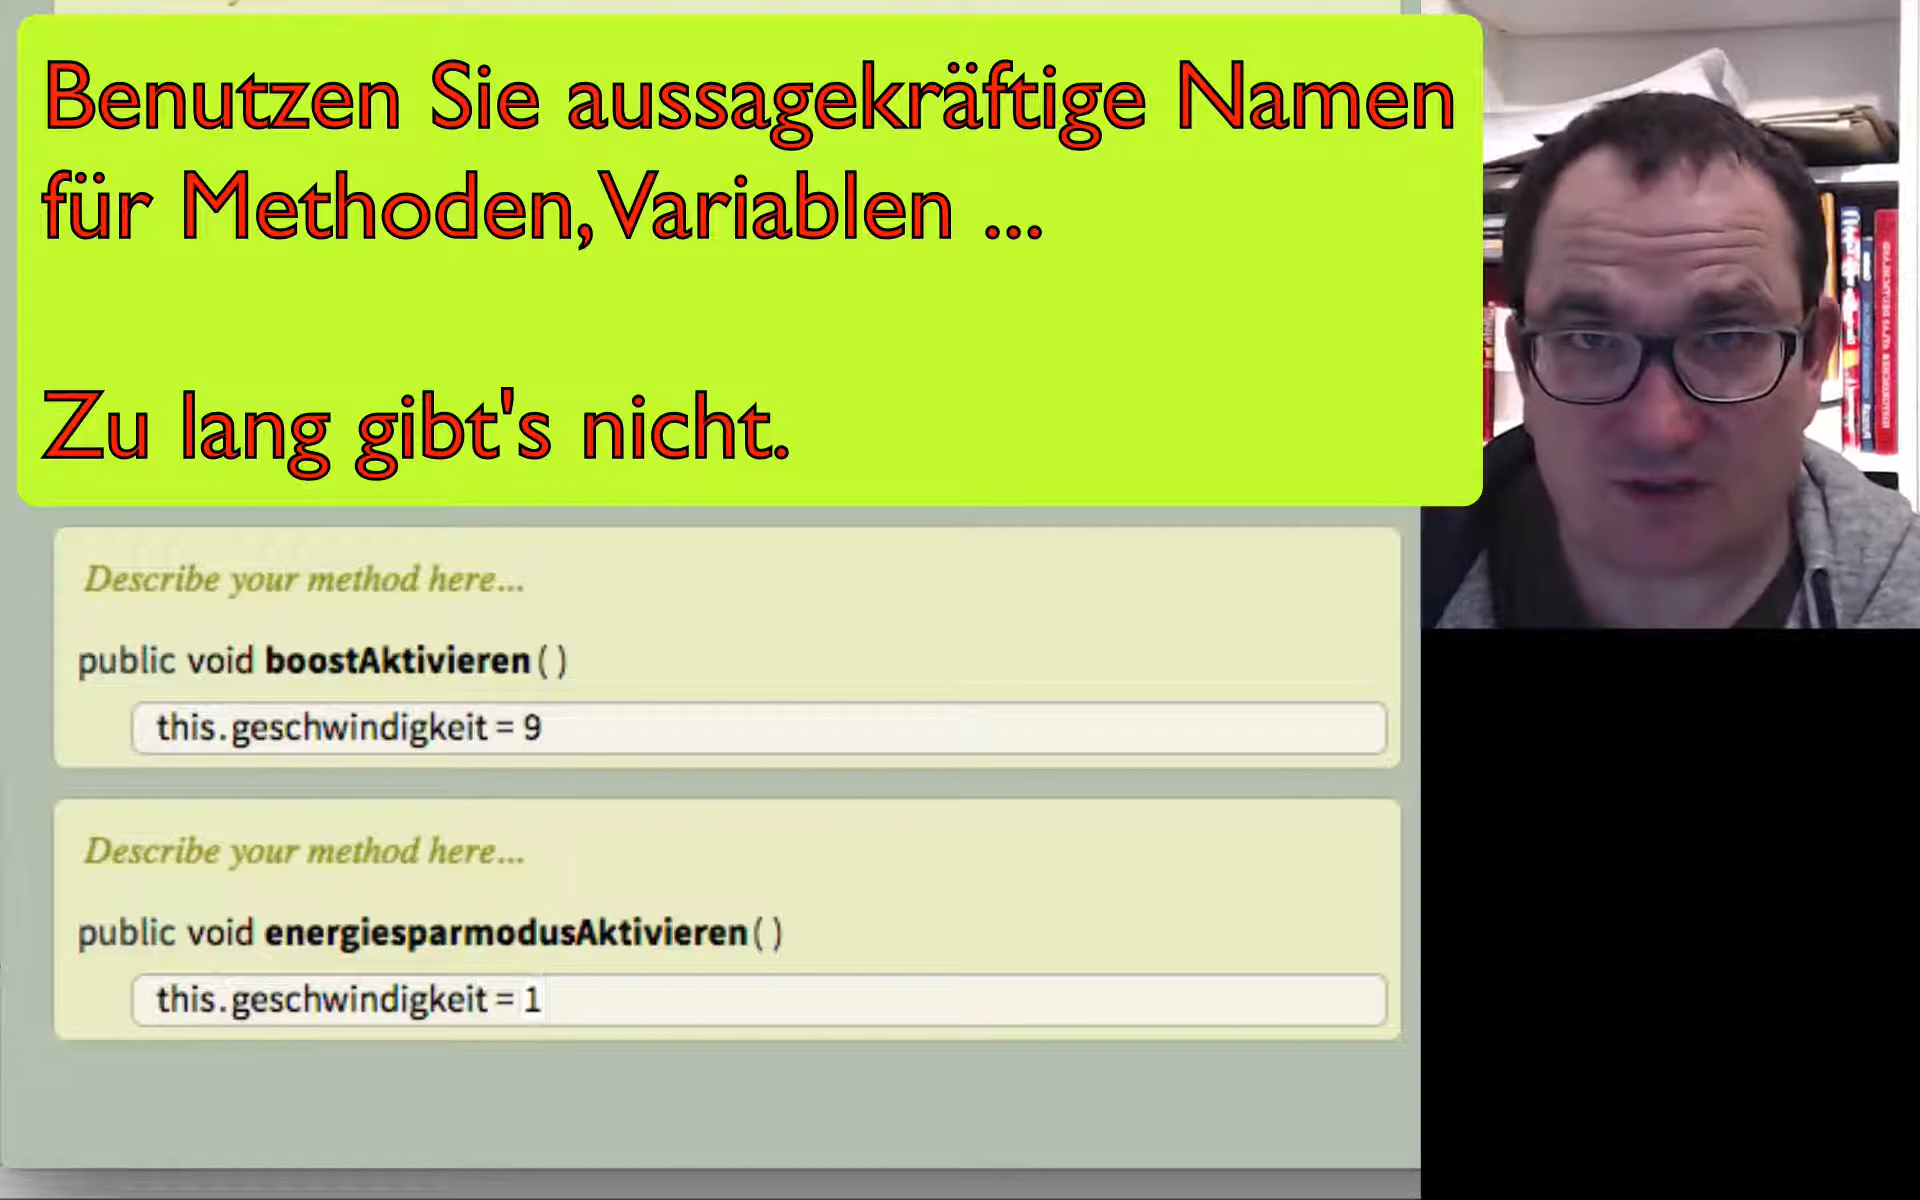 Benutzen Sie aussagekräftige Namen
für Methoden, Variablen ...
Zu lang gibt's nicht.
Describe your method here...
public void boostAktivieren ( )
this.geschwindigkeit = 9
Describe your method here...
public void energiesparmodusAktivieren ( )
this.geschwindigkeit = 1